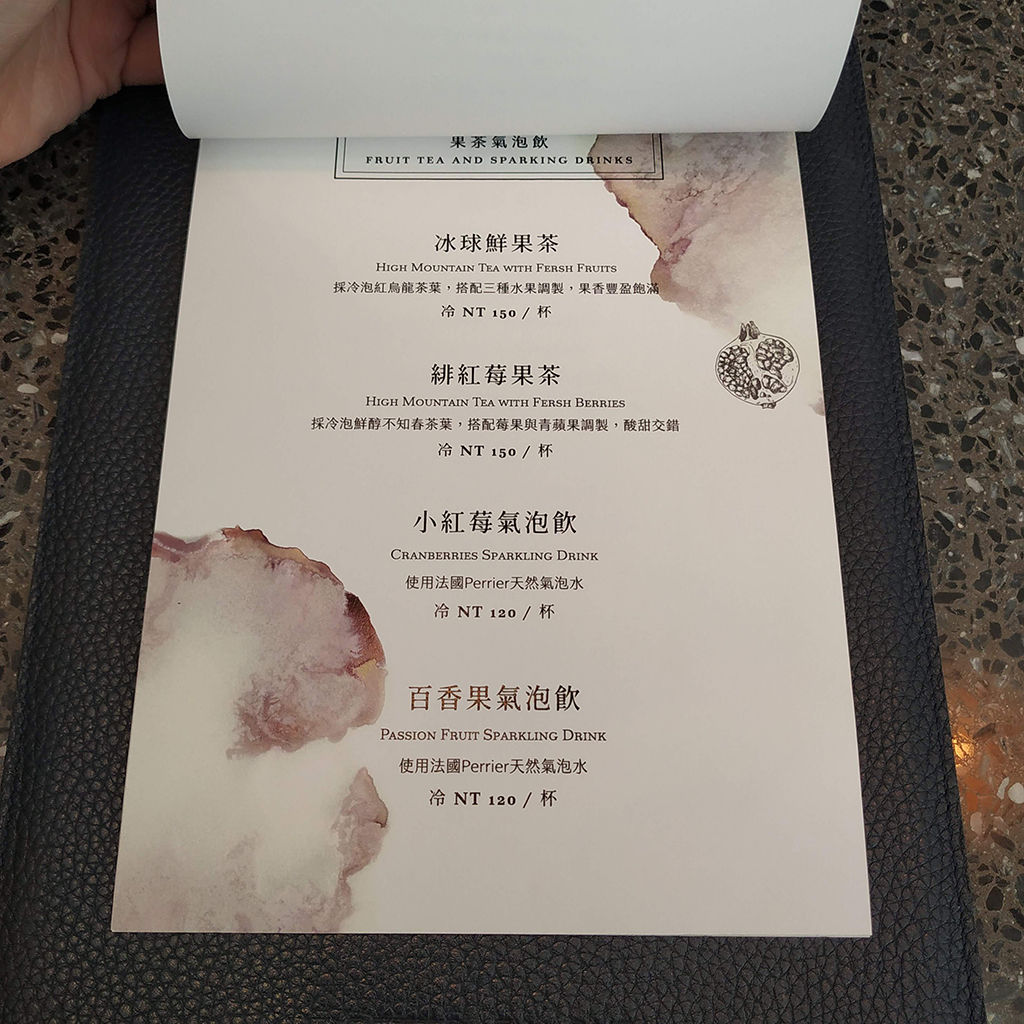 果茶氣泡飲
FRUIT TEA AND SPARKING DRINKS
冰球鮮果茶
HIGH MOUNTAIN TEA WITH FERSH FRUITS
採冷泡紅烏龍茶葉，搭配三種水果調製，果香豐盈飽滿
冷 NT 150 / 杯
緋紅莓果茶
HIGH MOUNTAIN TEA WITH FERSH BERRIES
採冷泡鮮醇不知春茶葉，搭配莓果與青蘋果調製，酸甜交錯
冷 NT 150 / 杯
小紅莓氣泡飲
CRANBERRIES SPARKLING DRINK
使用法國Perrier天然氣泡水
冷 NT 120 / 杯
百香果氣泡飲
PASSION FRUIT SPARKLING DRINK
使用法國Perrier天然氣泡水
冷 NT 120 / 杯